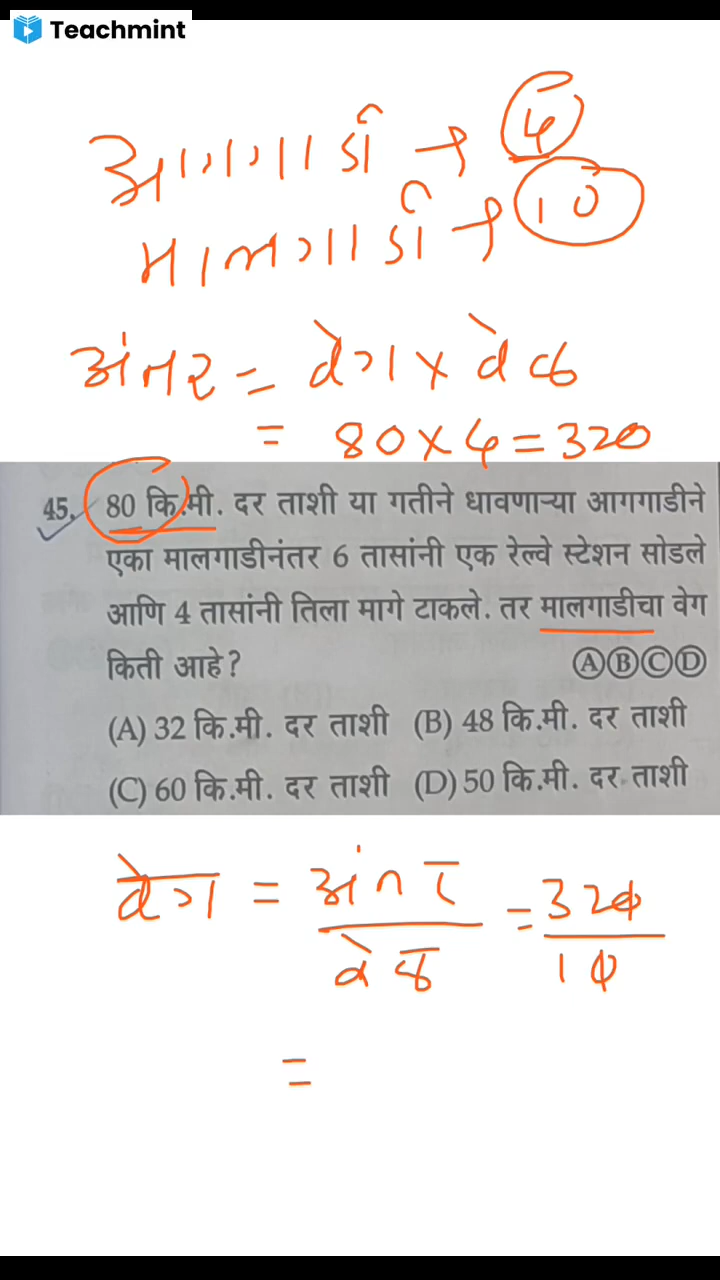 Teachmint
आगगाडी → 4
मालगाडी → 10
अंतर = वेग × वेळ
= 80 × 4 = 320
45. 80 कि.मी. दर ताशी या गतीने धावणाऱ्या आगगाडीने
एका मालगाडीनंतर 6 तासांनी एक रेल्वे स्टेशन सोडले
आणि 4 तासांनी तिला मागे टाकले. तर मालगाडीचा वेग
किती आहे? Ⓐ Ⓑ Ⓒ Ⓓ
(A) 32 कि.मी. दर ताशी (B) 48 कि.मी. दर ताशी
(C) 60 कि.मी. दर ताशी (D) 50 कि.मी. दर ताशी
वेग = अंतर / वेळ = 320 / 10
=